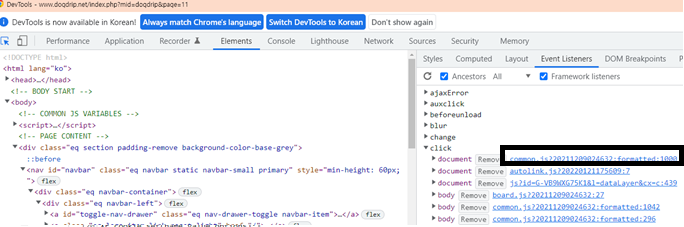 DevTools - www.dogdrip.net/index.php?mid=dogdrip&page=11
DevTools is now available in Korean! Always match Chrome's language Switch DevTools to Korean Don't show again
Performance Application Security Elements Console Lighthouse Network Memory Recorder
Computed Layout Event Listeners DOM Breakpoints
<!DOCTYPE html>
<html lang="ko">
<head>…</head>
<!-- BODY START -->
<body>
<!-- COMMON JS VARIABLES -->
<script>…</script>
<!-- PAGE CONTENT -->
<div class="eq section padding-remove background-color-base-grey">
::before
<nav id="navbar" class="eq navbar static-navbar-small primary" style="min-height: 60px;">
flex
<div class="eq navbar-container"> flex
<div class="eq navbar-left"> flex
<a id="toggle-nav-drawer" class="eq nav-drawer-toggle navbar-item">…</a> flex
Ancestors All Framework listeners
ajaxError
auxclick
beforeunload
blur
change
click
document Remove common.js?20211209024632:formatted:1000
document Remove autolink.js?20220121175609:7
document Remove js?id=G-VB9WXG75K1&l=dataLayer&cx=c:439
body Remove board.js?20211209024632:27
body Remove common.js?20211209024632:formatted:1042
body Remove common.js?20211209024632:formatted:296